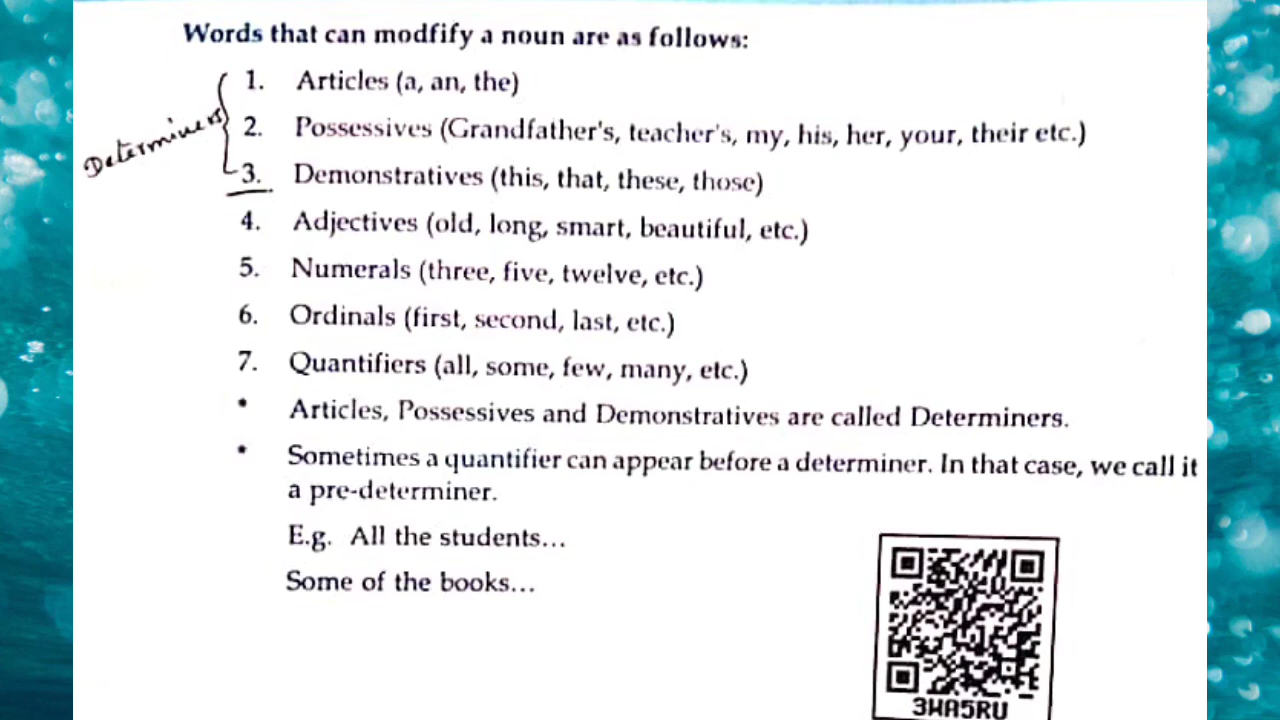 Words that can modfify a noun are as follows:
Determiners
1. Articles (a, an, the)
2. Possessives (Grandfather's, teacher's, my, his, her, your, their etc.)
3. Demonstratives (this, that, these, those)
4. Adjectives (old, long, smart, beautiful, etc.)
5. Numerals (three, five, twelve, etc.)
6. Ordinals (first, second, last, etc.)
7. Quantifiers (all, some, few, many, etc.)
* Articles, Possessives and Demonstratives are called Determiners.
* Sometimes a quantifier can appear before a determiner. In that case, we call it
a pre-determiner.
E.g. All the students...
Some of the books...
3WA5RU